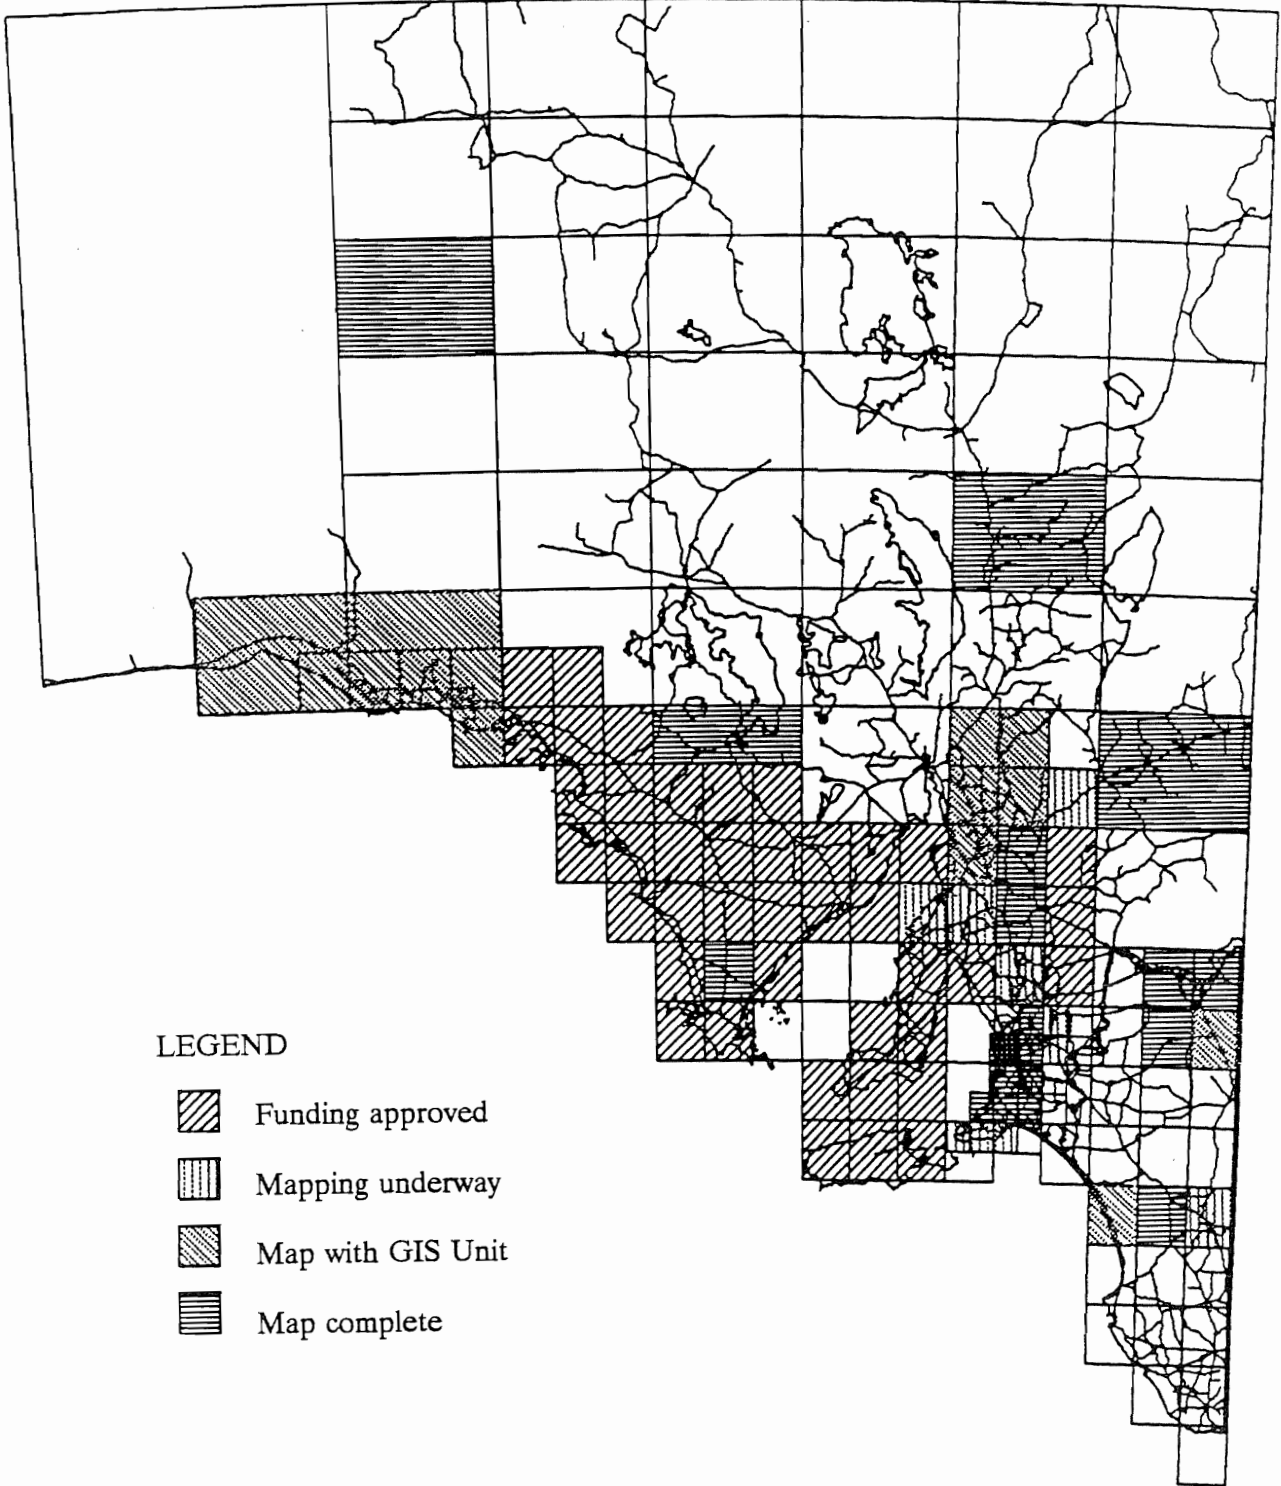 LEGEND
Funding approved
Mapping underway
Map with GIS Unit
Map complete